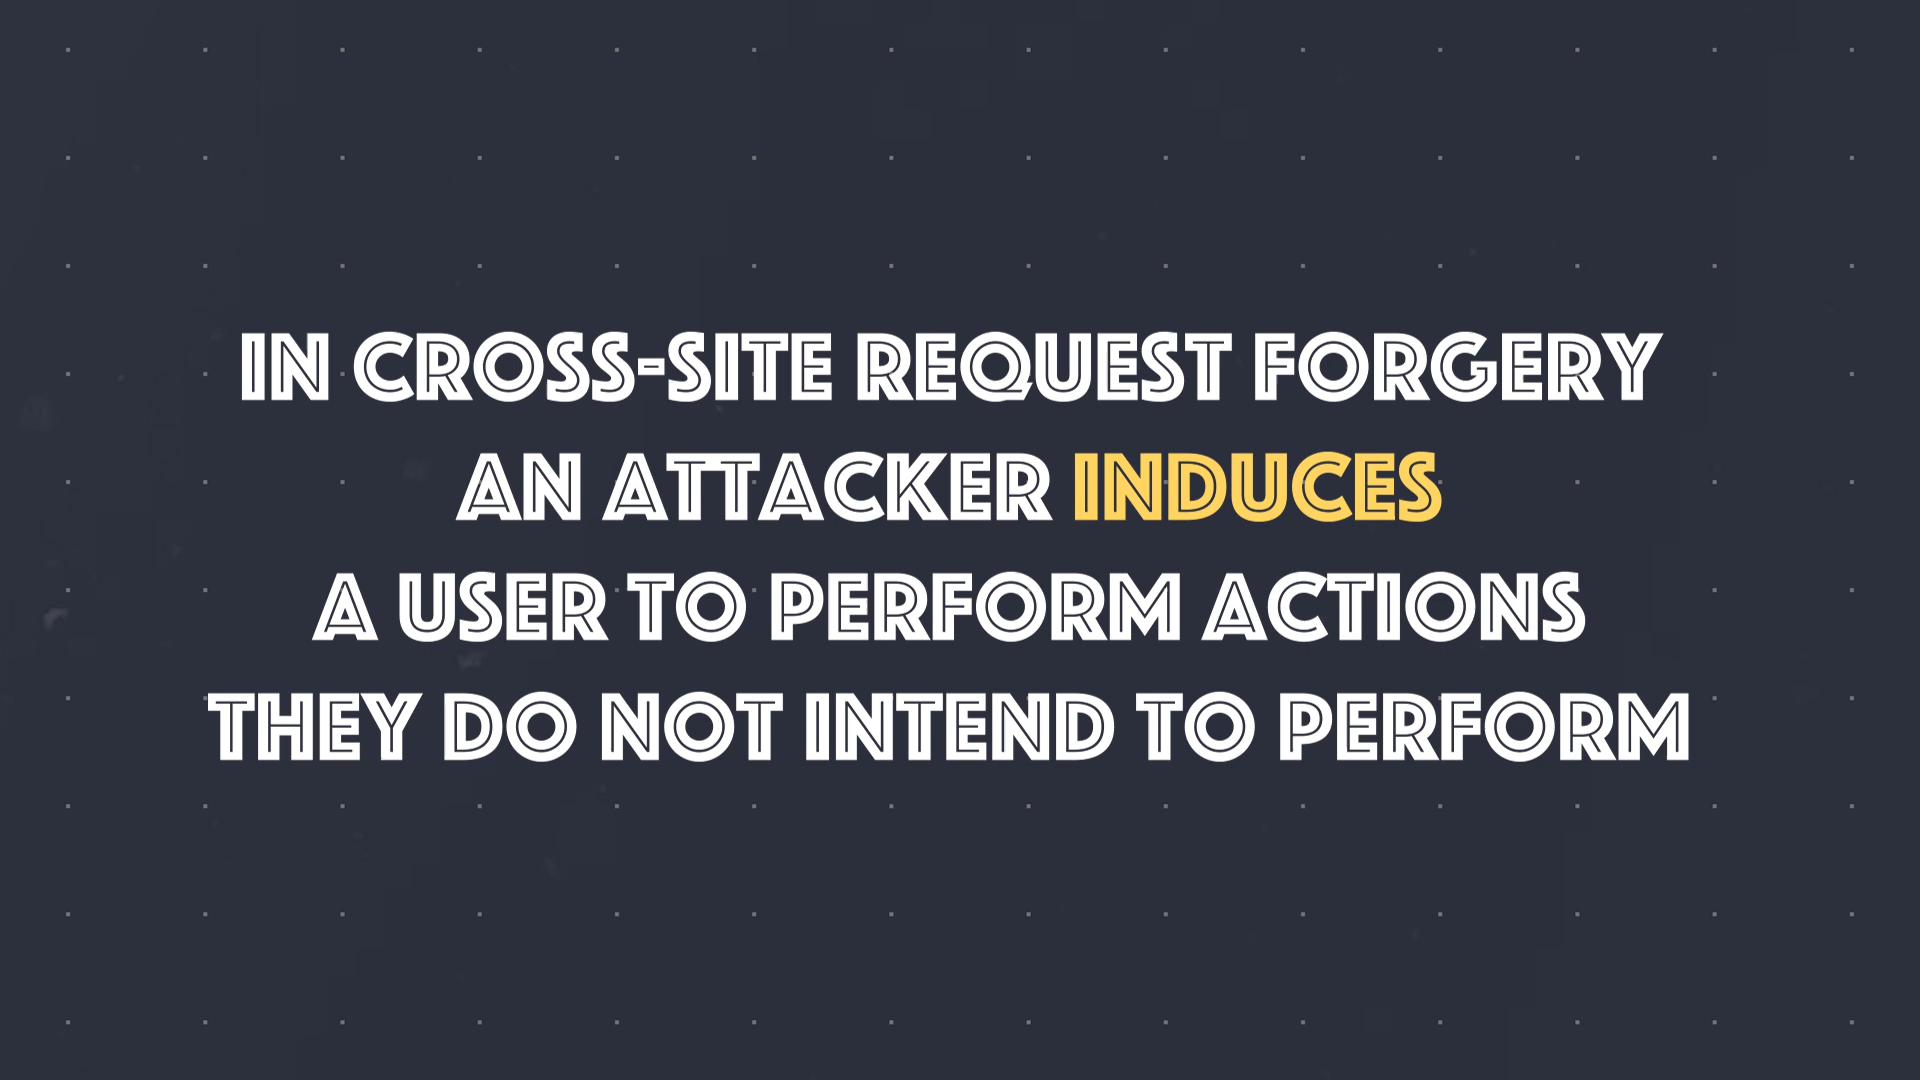 IN CROSS-SITE REQUEST FORGERY
AN ATTACKER INDUCES
A USER TO PERFORM ACTIONS
THEY DO NOT INTEND TO PERFORM